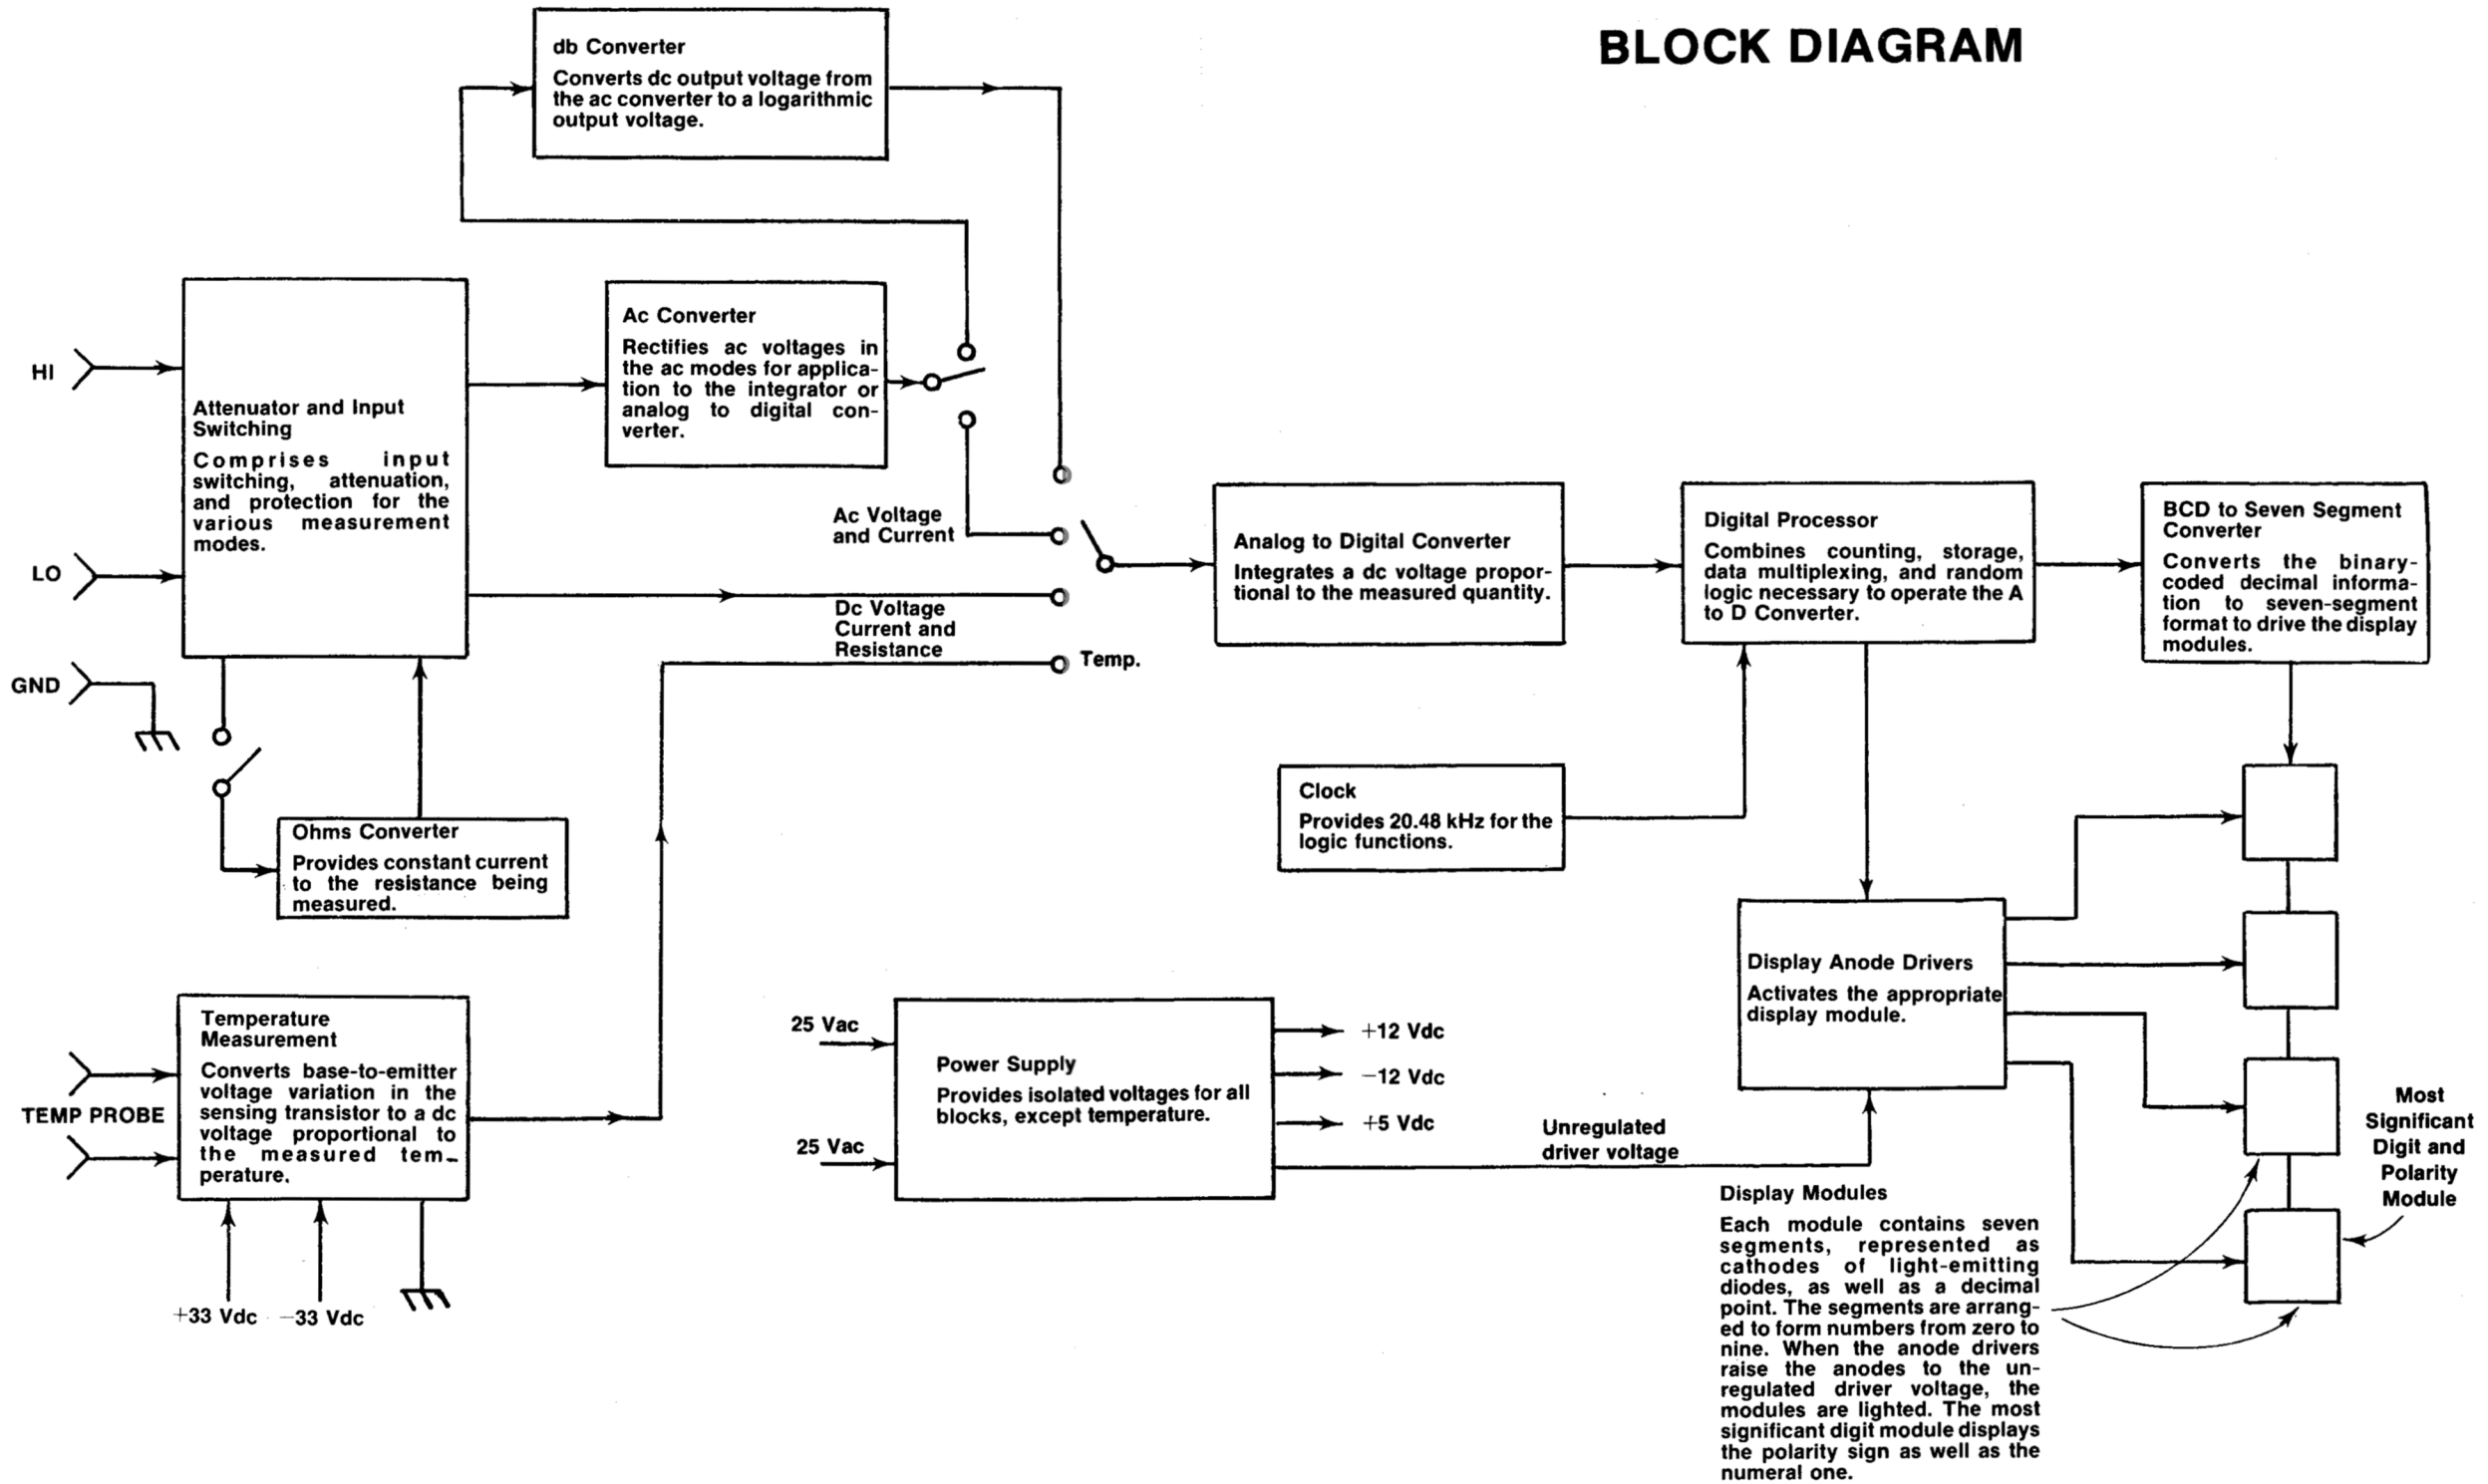 BLOCK DIAGRAM
db Converter
Converts dc output voltage from
the ac converter to a logarithmic
output voltage.
HI
LO
GND
Attenuator and Input
Switching
Comprises input
switching, attenuation,
and protection for the
various measurement
modes.
Ac Converter
Rectifies ac voltages in
the ac modes for applica-
tion to the integrator or
analog to digital con-
verter.
Ac Voltage
and Current
Dc Voltage
Current and
Resistance
Temp.
Analog to Digital Converter
Integrates a dc voltage propor-
tional to the measured quantity.
Digital Processor
Combines counting, storage,
data multiplexing, and random
logic necessary to operate the A
to D Converter.
BCD to Seven Segment
Converter
Converts the binary-
coded decimal informa-
tion to seven-segment
format to drive the display
modules.
Ohms Converter
Provides constant current
to the resistance being
measured.
Clock
Provides 20.48 kHz for the
logic functions.
Display Anode Drivers
Activates the appropriate
display module.
TEMP PROBE
Temperature
Measurement
Converts base-to-emitter
voltage variation in the
sensing transistor to a dc
voltage proportional to
the measured tem-
perature.
+33 Vdc
−33 Vdc
25 Vac
25 Vac
Power Supply
Provides isolated voltages for all
blocks, except temperature.
+12 Vdc
−12 Vdc
+5 Vdc
Unregulated
driver voltage
Most
Significant
Digit and
Polarity
Module
Display Modules
Each module contains seven
segments, represented as
cathodes of light-emitting
diodes, as well as a decimal
point. The segments are arrang-
ed to form numbers from zero to
nine. When the anode drivers
raise the anodes to the un-
regulated driver voltage, the
modules are lighted. The most
significant digit module displays
the polarity sign as well as the
numeral one.